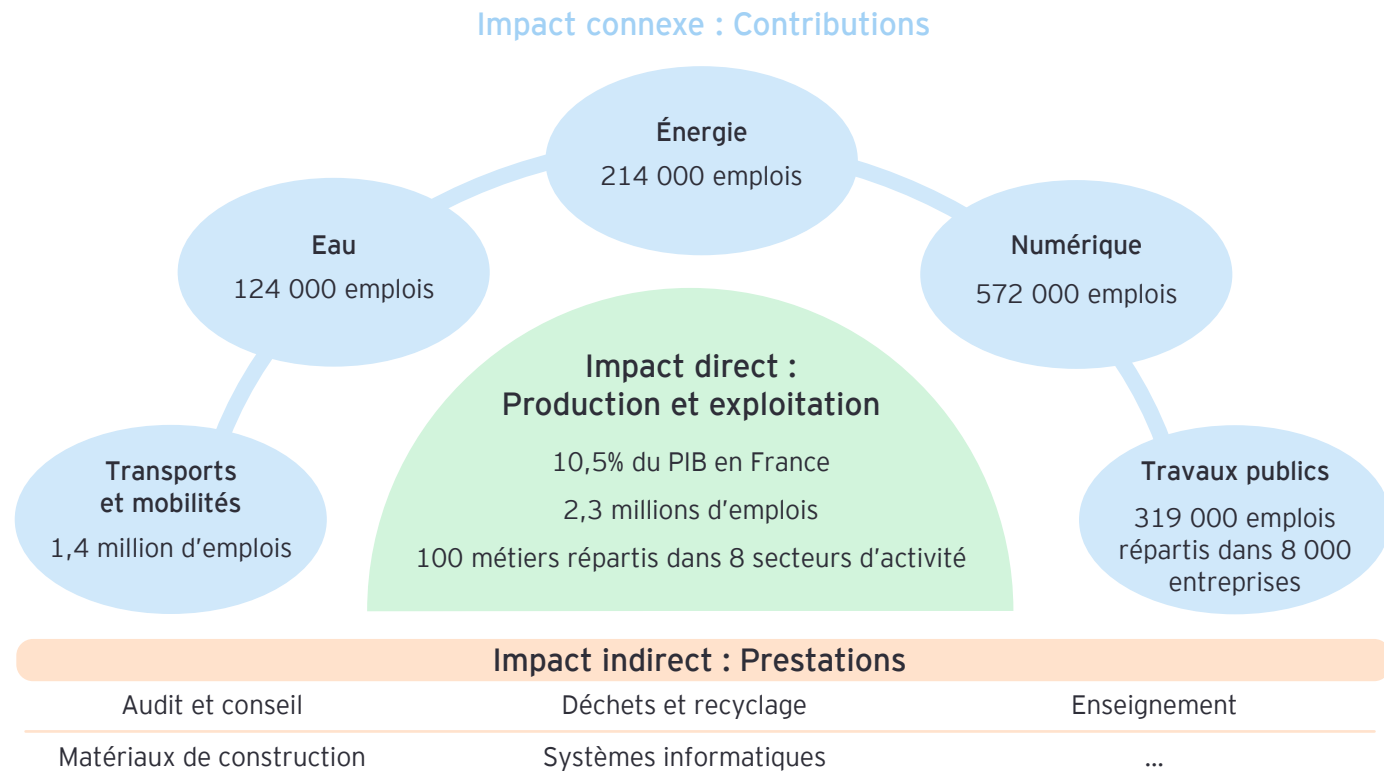 Impact connexe : Contributions
Énergie
214 000 emplois
Eau
124 000 emplois
Numérique
572 000 emplois
Transports
et mobilités
1,4 million d’emplois
Impact direct :
Production et exploitation
10,5% du PIB en France
2,3 millions d’emplois
100 métiers répartis dans 8 secteurs d’activité
Travaux publics
319 000 emplois
répartis dans 8 000
entreprises
Impact indirect : Prestations
Audit et conseil
Déchets et recyclage
Enseignement
Matériaux de construction
Systèmes informatiques
...